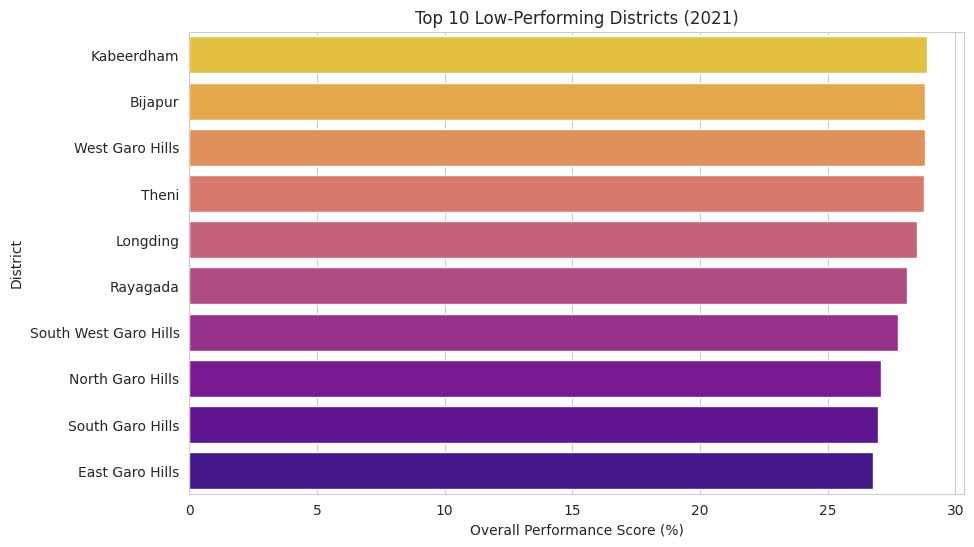 Top 10 Low-Performing Districts (2021)
Kabeerdham
Bijapur
West Garo Hills
Theni
Longding
Rayagada
South West Garo Hills
North Garo Hills
South Garo Hills
East Garo Hills
District
0 5 10 15 20 25 30
Overall Performance Score (%)